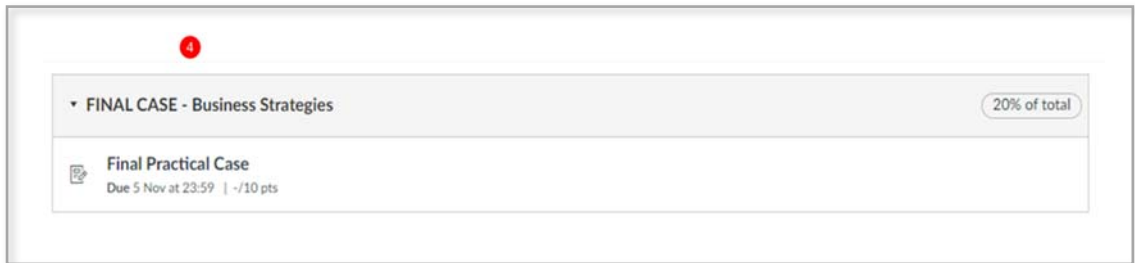 4
FINAL CASE - Business Strategies
20% of total
Final Practical Case
Due 5 Nov at 23:59 | -/10 pts